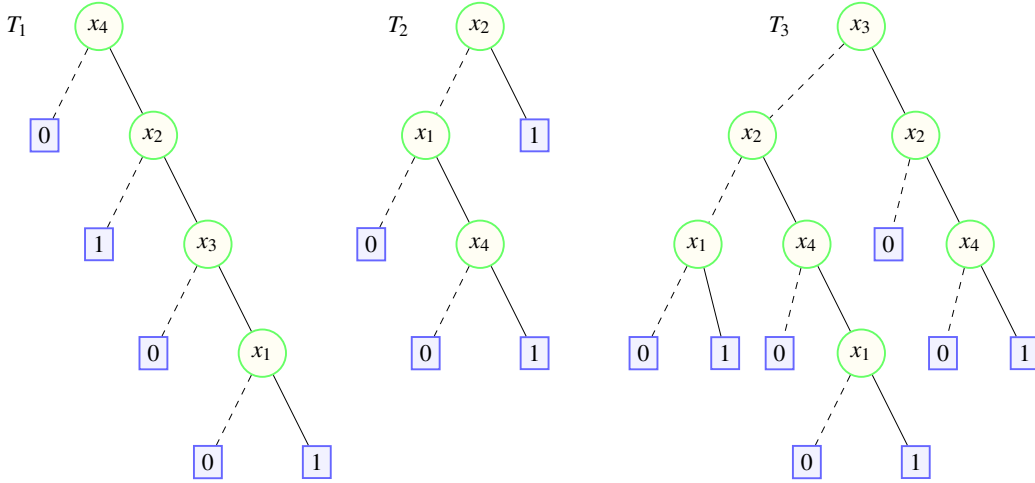 T₁ x₄ T₂ x₂ T₃ x₃
0 x₂ x₁ 1 x₂ x₂
1 x₃ 0 x₄ x₁ x₄ 0 x₄
0 x₁ 0 1 0 1 0 x₁ 0 1
0 1 0 1